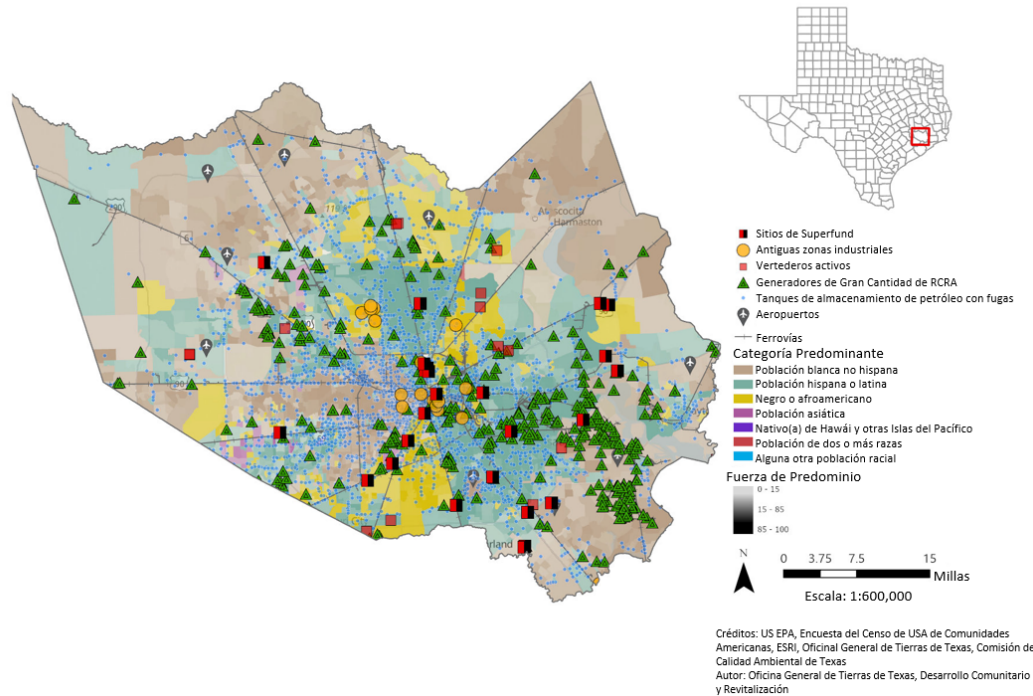 290
6
Huscocith
Harmaston
90
erland
Sitios de Superfund
Antiguas zonas industriales
Vertederos activos
Generadores de Gran Cantidad de RCRA
Tanques de almacenamiento de petróleo con fugas
Aeropuertos
Ferrovías
Categoría Predominante
Población blanca no hispana
Población hispana o latina
Negro o afroamericano
Población asiática
Nativo(a) de Hawái y otras Islas del Pacífico
Población de dos o más razas
Alguna otra población racial
Fuerza de Predominio
0 - 15
15 - 85
85 - 100
N
0 3.75 7.5 15
Millas
Escala: 1:600,000
Créditos: US EPA, Encuesta del Censo de USA de Comunidades
Americanas, ESRI, Oficinal General de Tierras de Texas, Comisión de
Calidad Ambiental de Texas
Autor: Oficina General de Tierras de Texas, Desarrollo Comunitario
y Revitalización